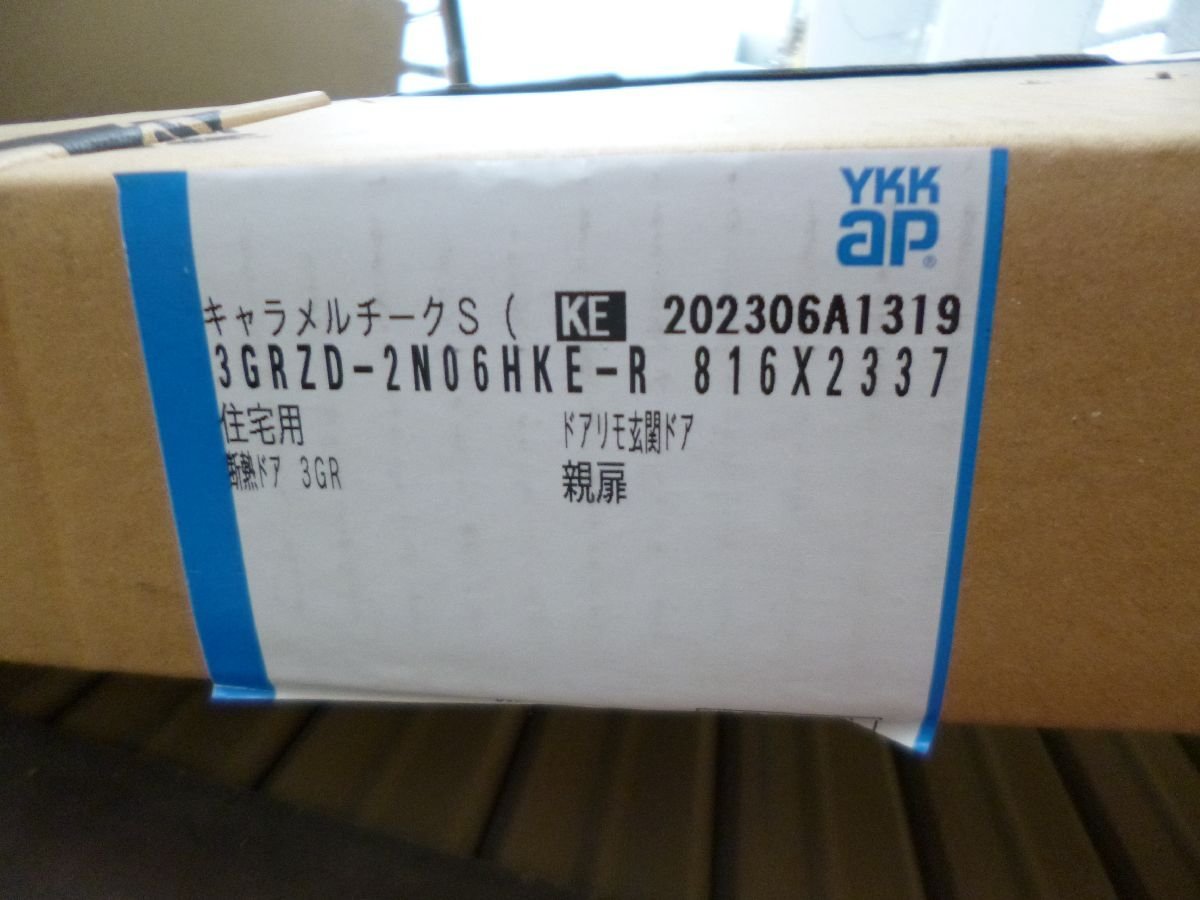 YKK
ap®
キャラメルチークS( KE 202306A1319
3GRZD-2N06HKE-R 816X2337
住宅用 ドアリモ玄関ドア
断熱ドア 3GR 親扉